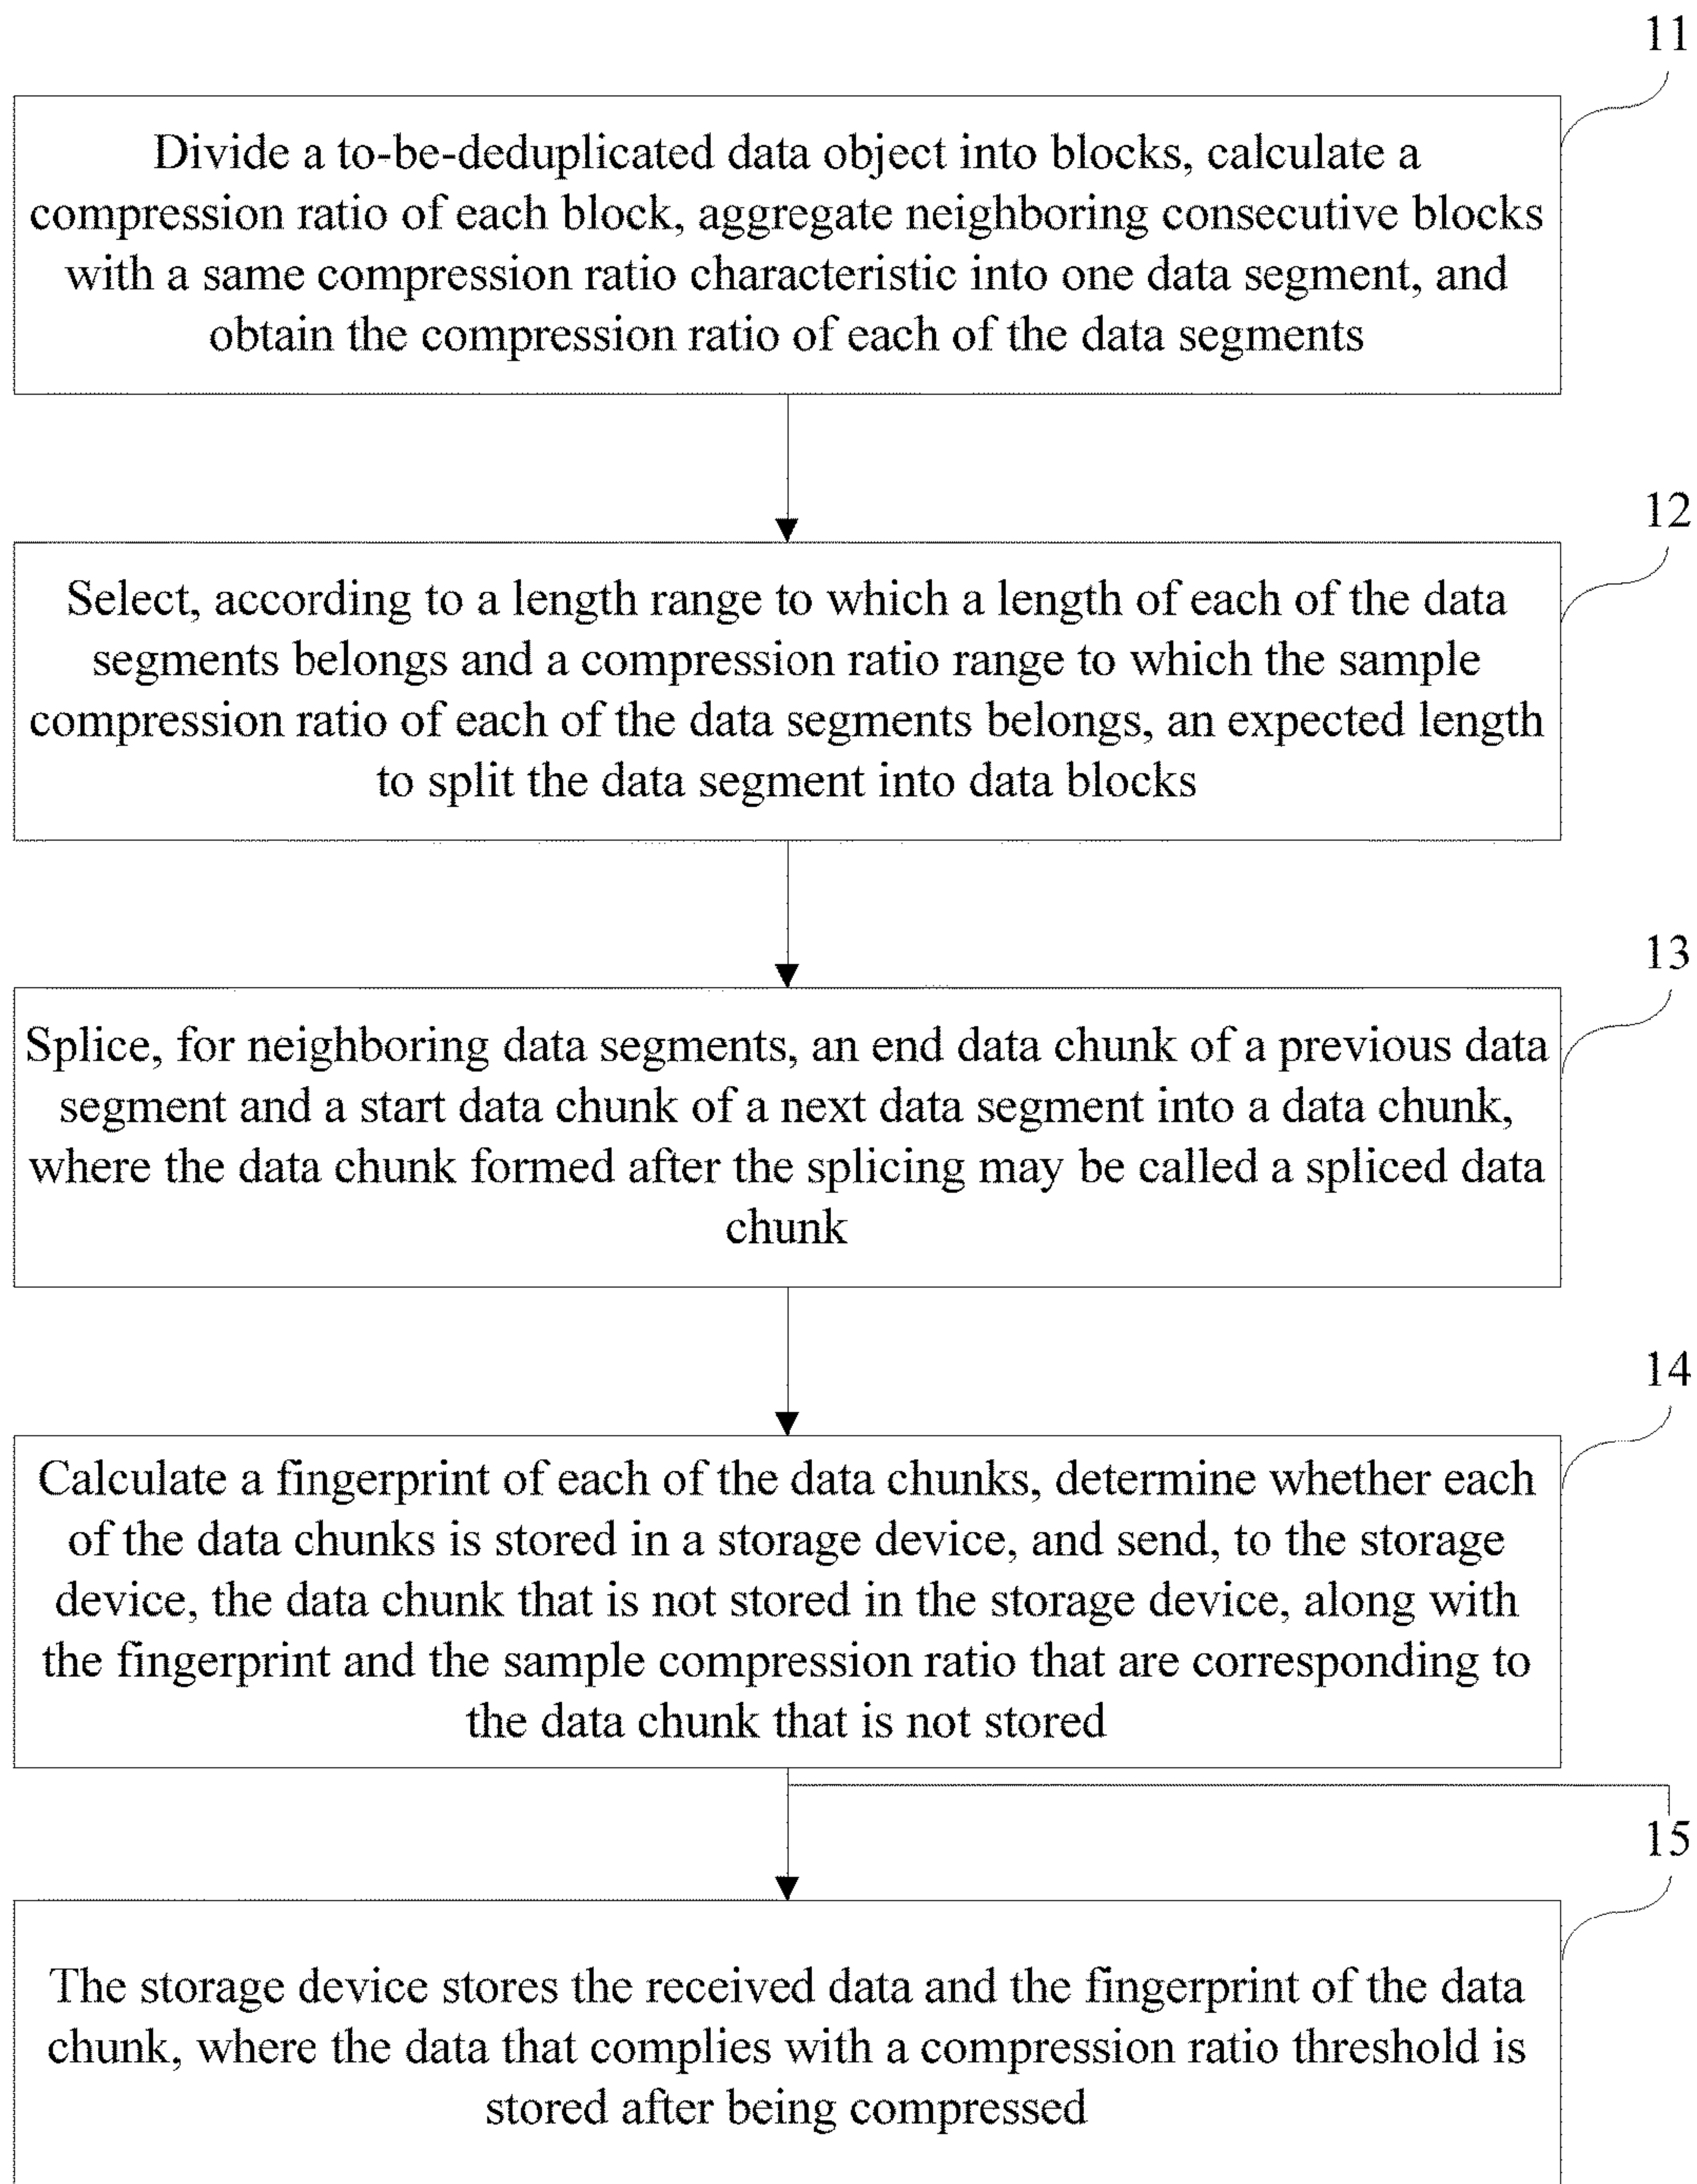 11
Divide a to-be-deduplicated data object into blocks, calculate a
compression ratio of each block, aggregate neighboring consecutive blocks
with a same compression ratio characteristic into one data segment, and
obtain the compression ratio of each of the data segments
12
Select, according to a length range to which a length of each of the data
segments belongs and a compression ratio range to which the sample
compression ratio of each of the data segments belongs, an expected length
to split the data segment into data blocks
13
Splice, for neighboring data segments, an end data chunk of a previous data
segment and a start data chunk of a next data segment into a data chunk,
where the data chunk formed after the splicing may be called a spliced data
chunk
14
Calculate a fingerprint of each of the data chunks, determine whether each
of the data chunks is stored in a storage device, and send, to the storage
device, the data chunk that is not stored in the storage device, along with
the fingerprint and the sample compression ratio that are corresponding to
the data chunk that is not stored
15
The storage device stores the received data and the fingerprint of the data
chunk, where the data that complies with a compression ratio threshold is
stored after being compressed